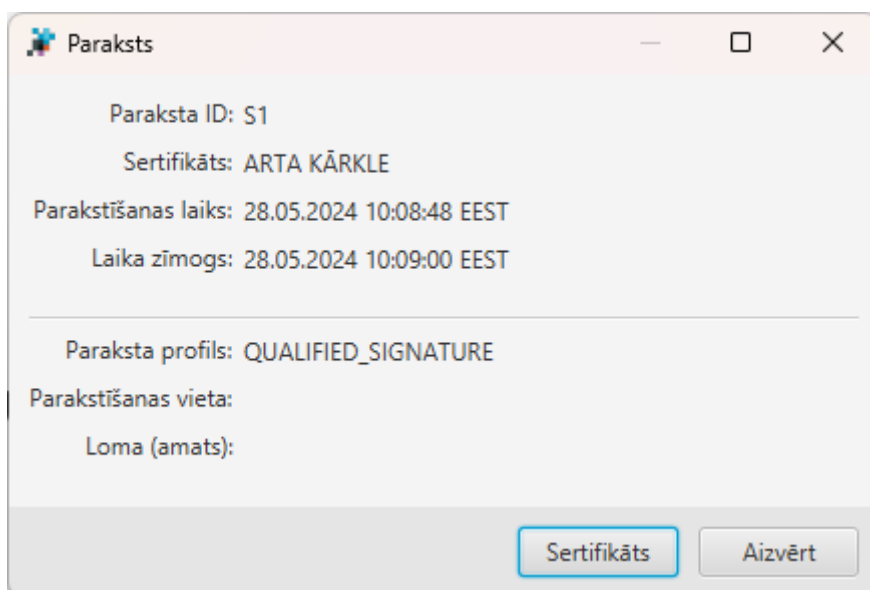 Paraksts
Paraksta ID: S1
Sertifikāts: ARTA KĀRKLE
Parakstīšanas laiks: 28.05.2024 10:08:48 EEST
Laika zīmogs: 28.05.2024 10:09:00 EEST
Paraksta profils: QUALIFIED_SIGNATURE
Parakstīšanas vieta:
Loma (amats):
Sertifikāts Aizvērt